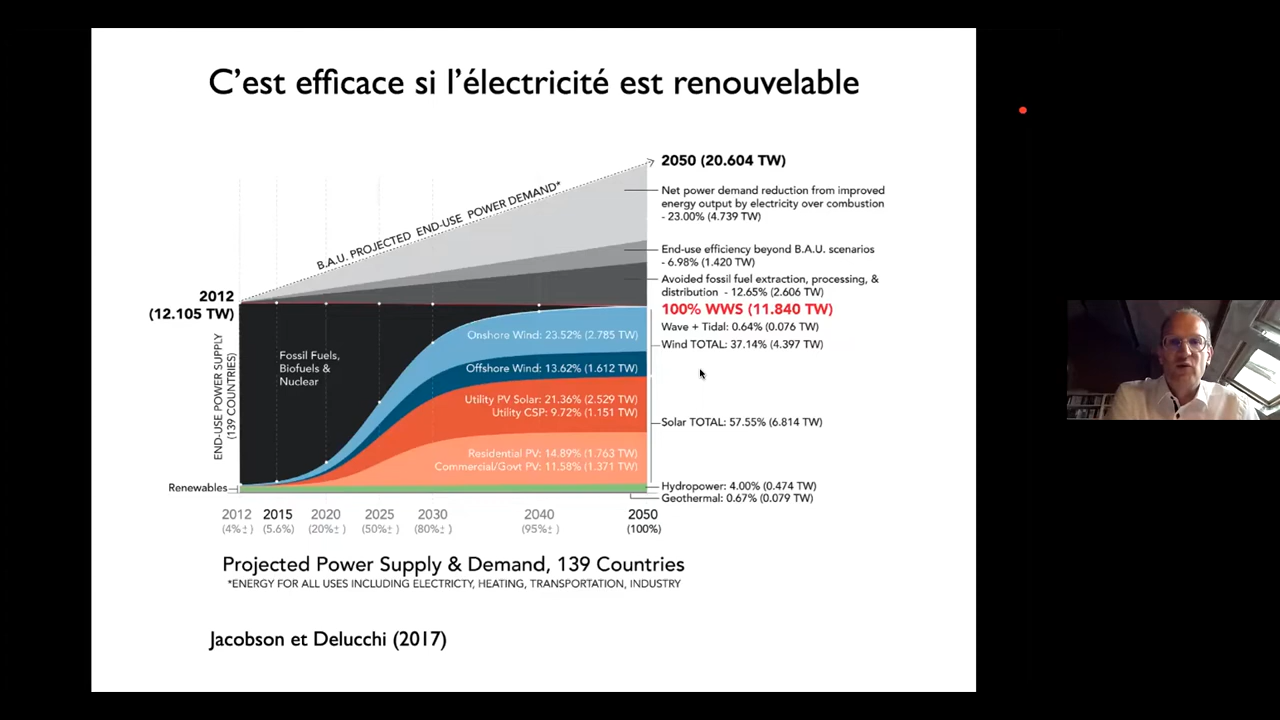 C’est efficace si l’électricité est renouvelable
2050 (20.604 TW)
B.A.U. PROJECTED END-USE POWER DEMAND*
Net power demand reduction from improved
energy output by electricity over combustion
- 23.00% (4.739 TW)
End-use efficiency beyond B.A.U. scenarios
- 6.98% (1.420 TW)
Avoided fossil fuel extraction, processing, &
distribution - 12.65% (2.606 TW)
2012
(12.105 TW)
100% WWS (11.840 TW)
Wave + Tidal: 0.64% (0.076 TW)
Wind TOTAL: 37.14% (4.397 TW)
Onshore Wind: 23.52% (2.785 TW)
Fossil Fuels,
Biofuels &
Nuclear
Offshore Wind: 13.62% (1.612 TW)
END-USE POWER SUPPLY
(139 COUNTRIES)
Utility PV Solar: 21.36% (2.529 TW)
Utility CSP: 9.72% (1.151 TW)
Solar TOTAL: 57.55% (6.814 TW)
Residential PV: 14.89% (1.763 TW)
Commercial/Govt PV: 11.58% (1.371 TW)
Renewables
Hydropower: 4.00% (0.474 TW)
Geothermal: 0.67% (0.079 TW)
2012 2015 2020 2025 2030 2040 2050
(4%±) (5.6%) (20%±) (50%±) (80%±) (95%±) (100%)
Projected Power Supply & Demand, 139 Countries
*ENERGY FOR ALL USES INCLUDING ELECTRICTY, HEATING, TRANSPORTATION, INDUSTRY
Jacobson et Delucchi (2017)